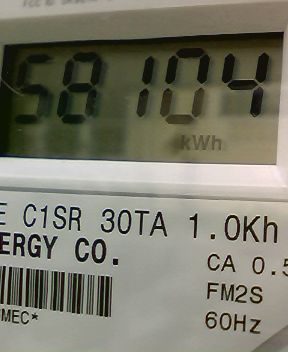 58104
kWh
E C1SR 30TA 1.0Kh
ERGY CO.
CA 0.5
FM2S
MEC*
60Hz